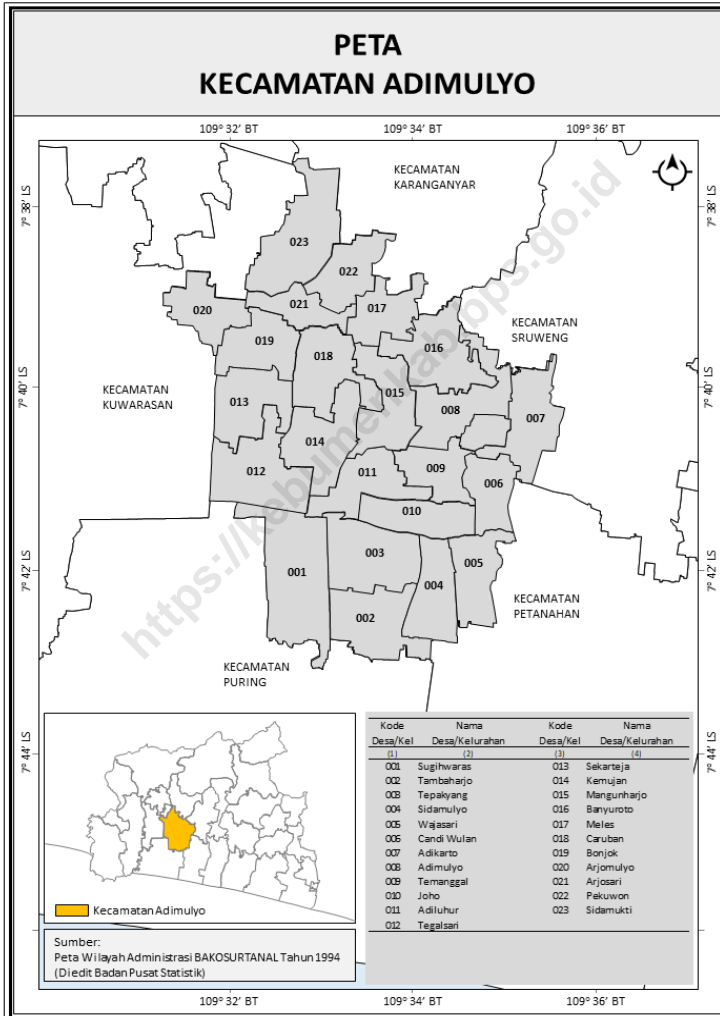 PETA
KECAMATAN ADIMULYO
109° 32' BT 109° 34' BT 109° 36' BT
KECAMATAN
KARANGANYAR
7° 38' LS 7° 38' LS
023
022
021
017
020
KECAMATAN
SRUWENG
019
018
016
7° 40' LS 7° 40' LS
KECAMATAN
KUWARASAN
013
015
008
007
014
012
011
009
006
010
003
7° 42' LS 7° 42' LS
001
005
004
002
KECAMATAN
PETANAHAN
KECAMATAN
PURING
https://kebumenkab.bps.go.id
7° 44' LS
Kecamatan Adimulyo
Sumber:
Peta Wilayah Administrasi BAKOSURTANAL Tahun 1994
(Diedit Badan Pusat Statistik)
Kode Nama Kode Nama
Desa/Kel Desa/Kelurahan Desa/Kel Desa/Kelurahan
(1) (2) (3) (4)
001 Sugihwaras 013 Sekarteja
002 Tambaharjo 014 Kemujan
003 Tepakyang 015 Mangunharjo
004 Sidamulyo 016 Banyuroto
005 Wajasari 017 Meles
006 Candi Wulan 018 Caruban
007 Adikarto 019 Bonjok
008 Adimulyo 020 Arjomulyo
009 Temanggal 021 Arjosari
010 Joho 022 Pekuwon
011 Adiluhur 023 Sidamukti
012 Tegalsari
7° 44' LS
109° 32' BT 109° 34' BT 109° 36' BT